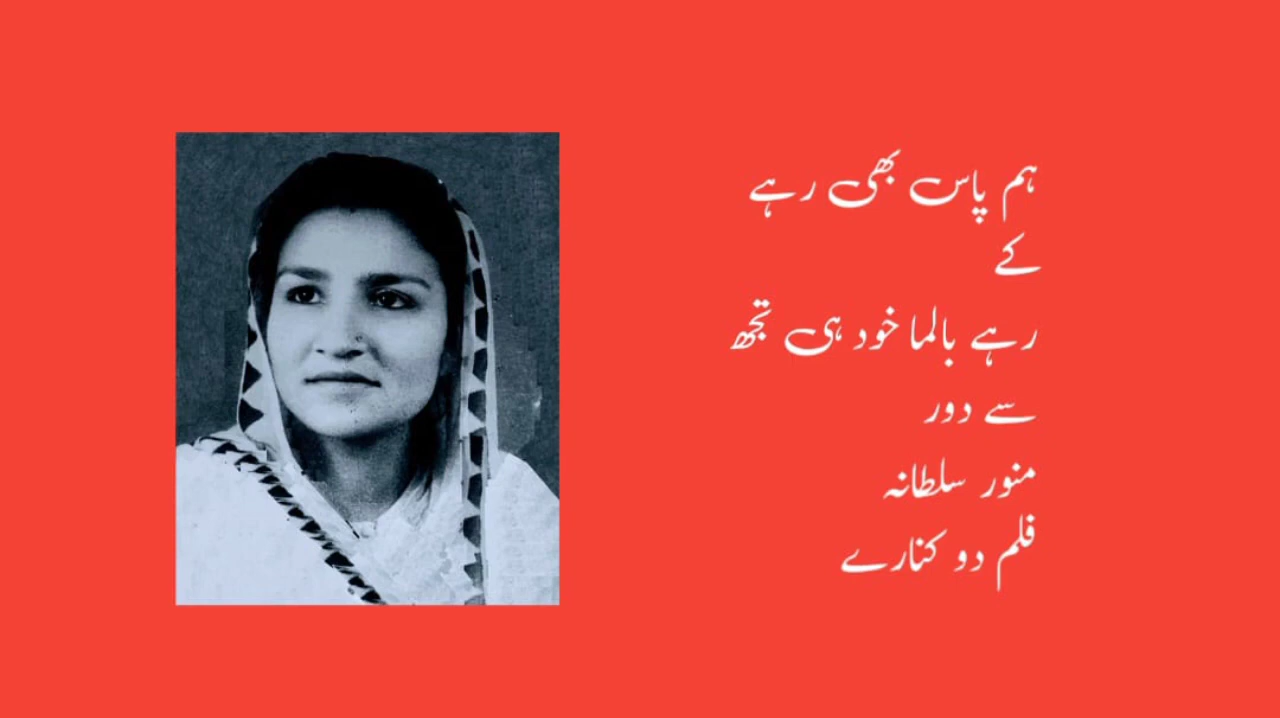 ہم پاس بھی رہے
کے
رہے بالما خود ہی تجھ
سے دور
منور سلطانہ
فلم دو کنارے